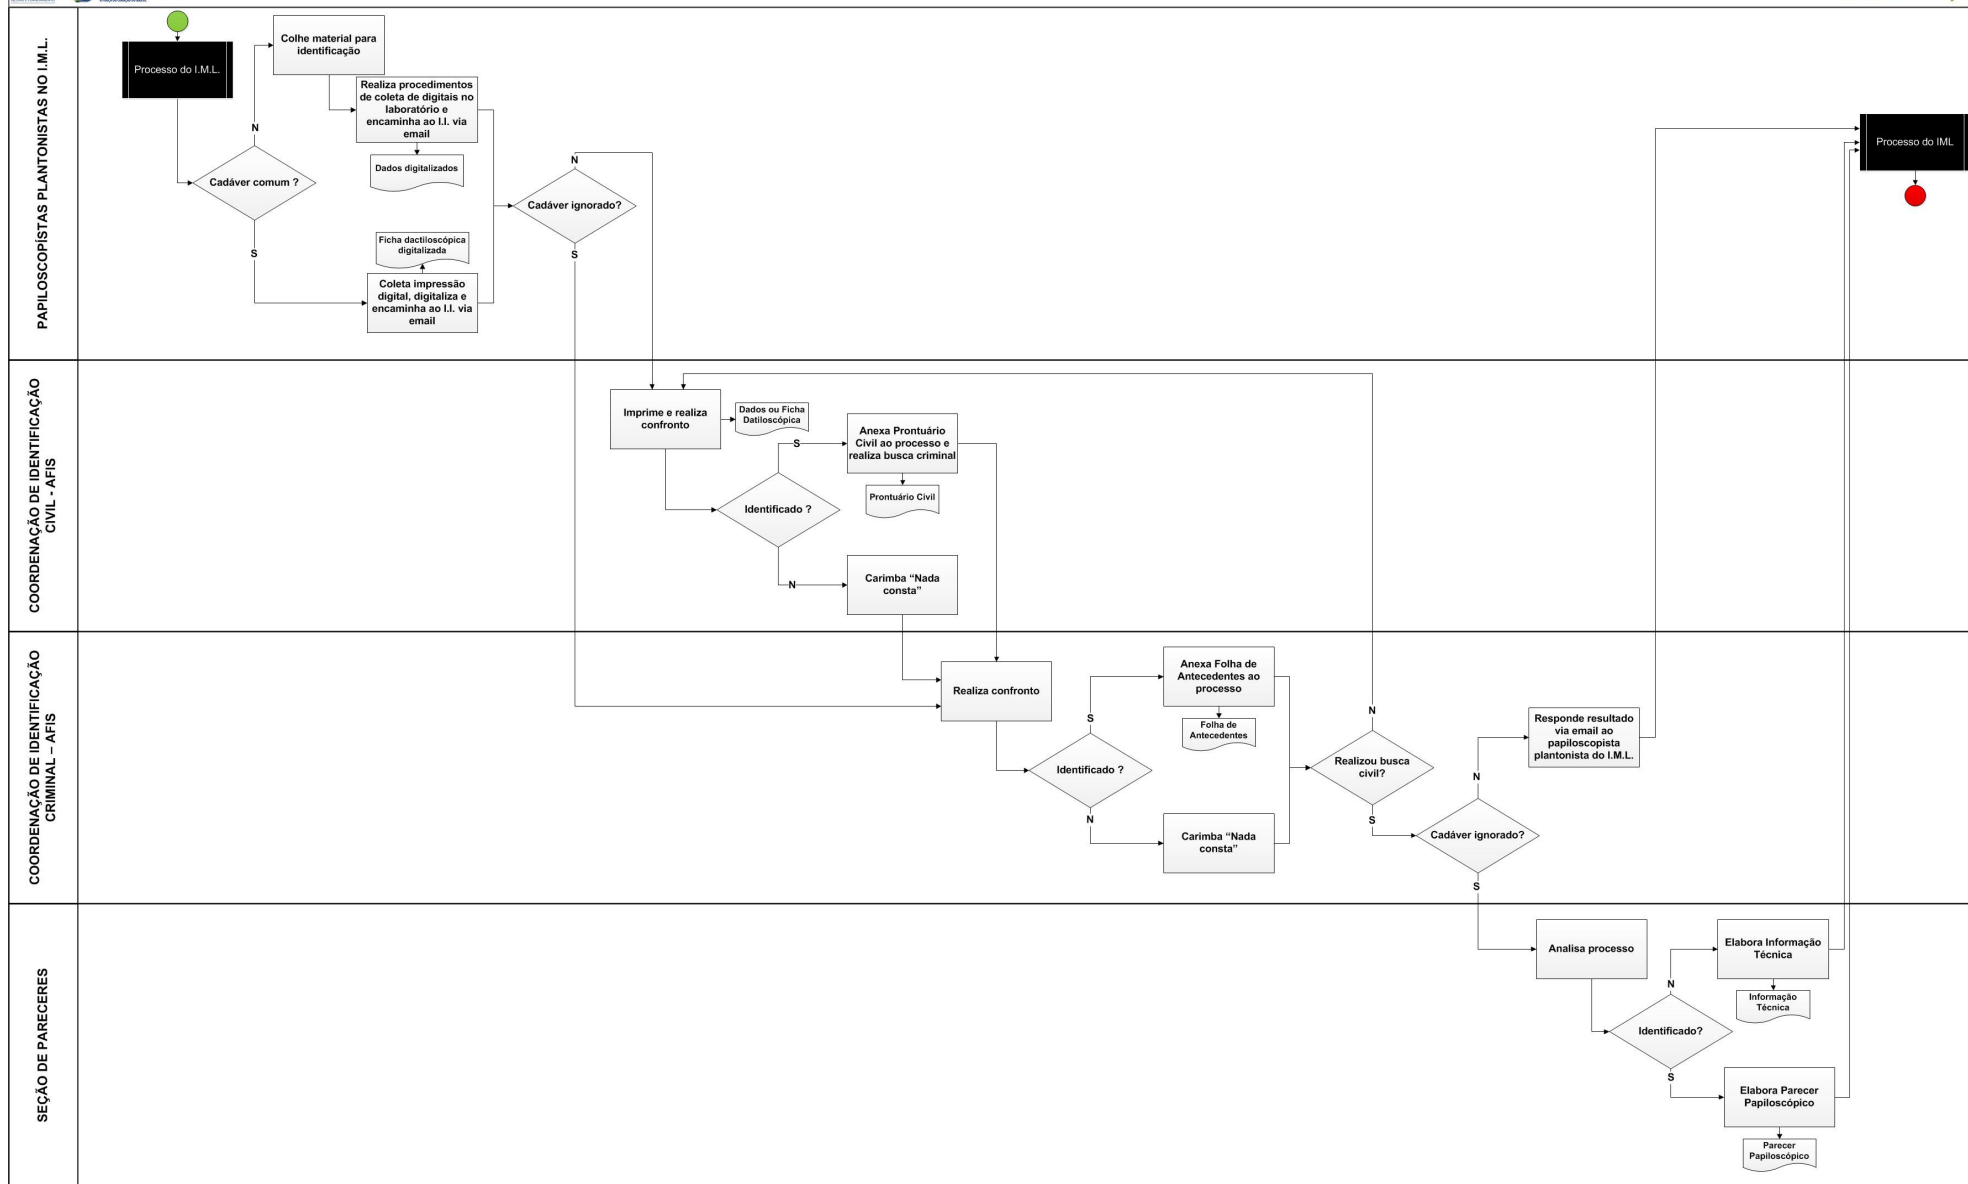 PAPILOSCOPÍSTAS PLANTONISTAS NO I.M.L.
Processo do I.M.L.
Colhe material para
identificação
Realiza procedimentos
de coleta de digitais no
laboratório e
encaminha ao I.I. via
email
Dados digitalizados
N
Cadáver comum ?
S
Ficha dactiloscópica
digitalizada
Coleta impressão
digital, digitaliza e
encaminha ao I.I. via
email
N
Cadáver ignorado?
S
Processo do IML
COORDENAÇÃO DE IDENTIFICAÇÃO
CIVIL - AFIS
Imprime e realiza
confronto
Dados ou Ficha
Datiloscópica
S
Anexa Prontuário
Civil ao processo e
realiza busca criminal
Prontuário Civil
Identificado ?
N
Carimba “Nada
consta”
COORDENAÇÃO DE IDENTIFICAÇÃO
CRIMINAL – AFIS
Realiza confronto
Anexa Folha de
Antecedentes ao
processo
S
Folha de
Antecedentes
Identificado ?
N
Carimba “Nada
consta”
N
Realizou busca
civil?
S
Responde resultado
via email ao
papiloscopista
plantonista do I.M.L.
N
Cadáver ignorado?
S
SEÇÃO DE PARECERES
Analisa processo
Elabora Informação
Técnica
N
Informação
Técnica
Identificado?
S
Elabora Parecer
Papiloscópico
Parecer
Papiloscópico